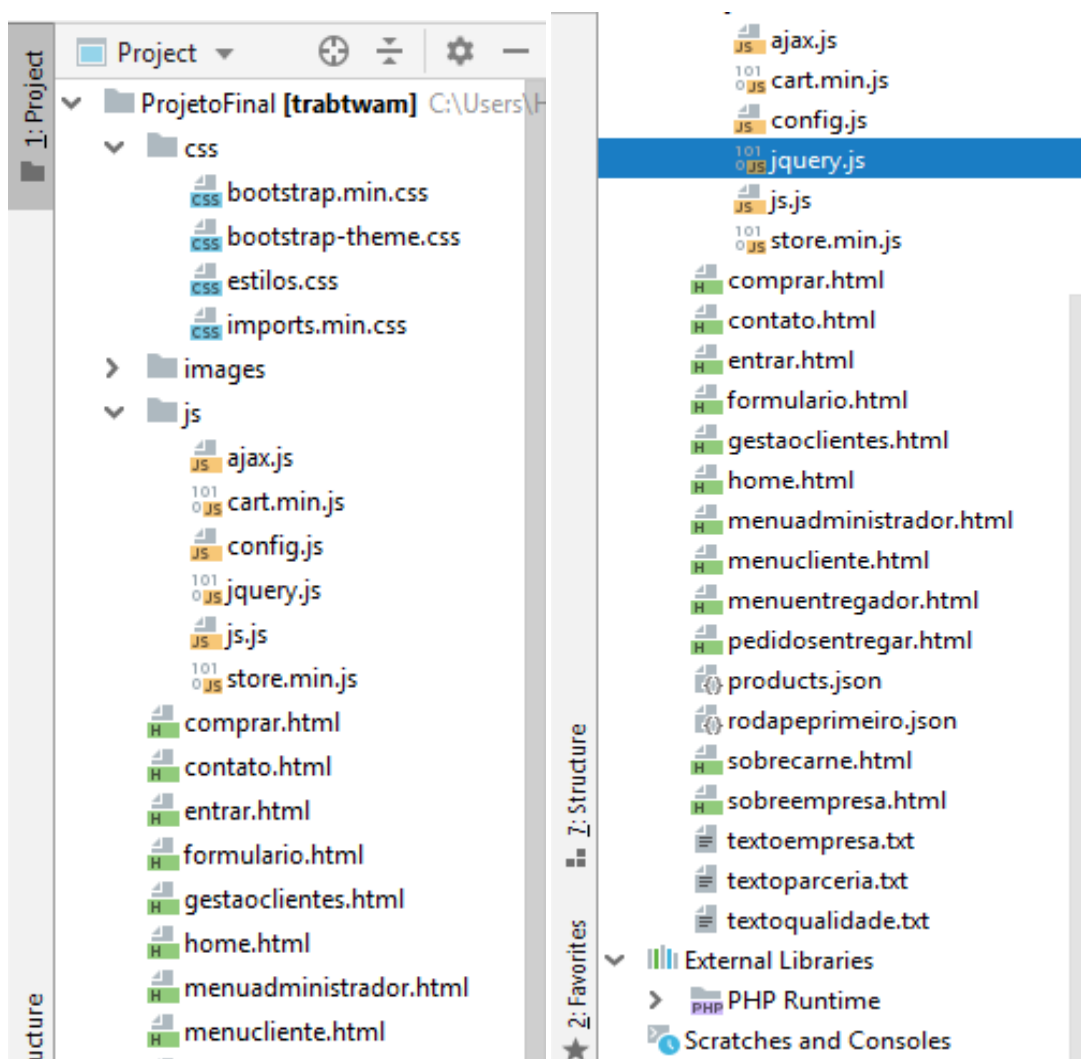 1: Project
Project
ProjetoFinal [trabtwam] C:\Users\H
css
bootstrap.min.css
bootstrap-theme.css
estilos.css
imports.min.css
images
js
ajax.js
cart.min.js
config.js
jquery.js
js.js
store.min.js
comprar.html
contato.html
entrar.html
formulario.html
gestaoclientes.html
home.html
menuadministrador.html
menucliente.html
ucture
ajax.js
cart.min.js
config.js
jquery.js
js.js
store.min.js
comprar.html
contato.html
entrar.html
formulario.html
gestaoclientes.html
home.html
menuadministrador.html
menucliente.html
menuentregador.html
pedidosentregar.html
products.json
rodapeprimeiro.json
sobrecarne.html
sobreempresa.html
textoempresa.txt
textoparceria.txt
textoqualidade.txt
External Libraries
PHP Runtime
Scratches and Consoles
7: Structure
2: Favorites